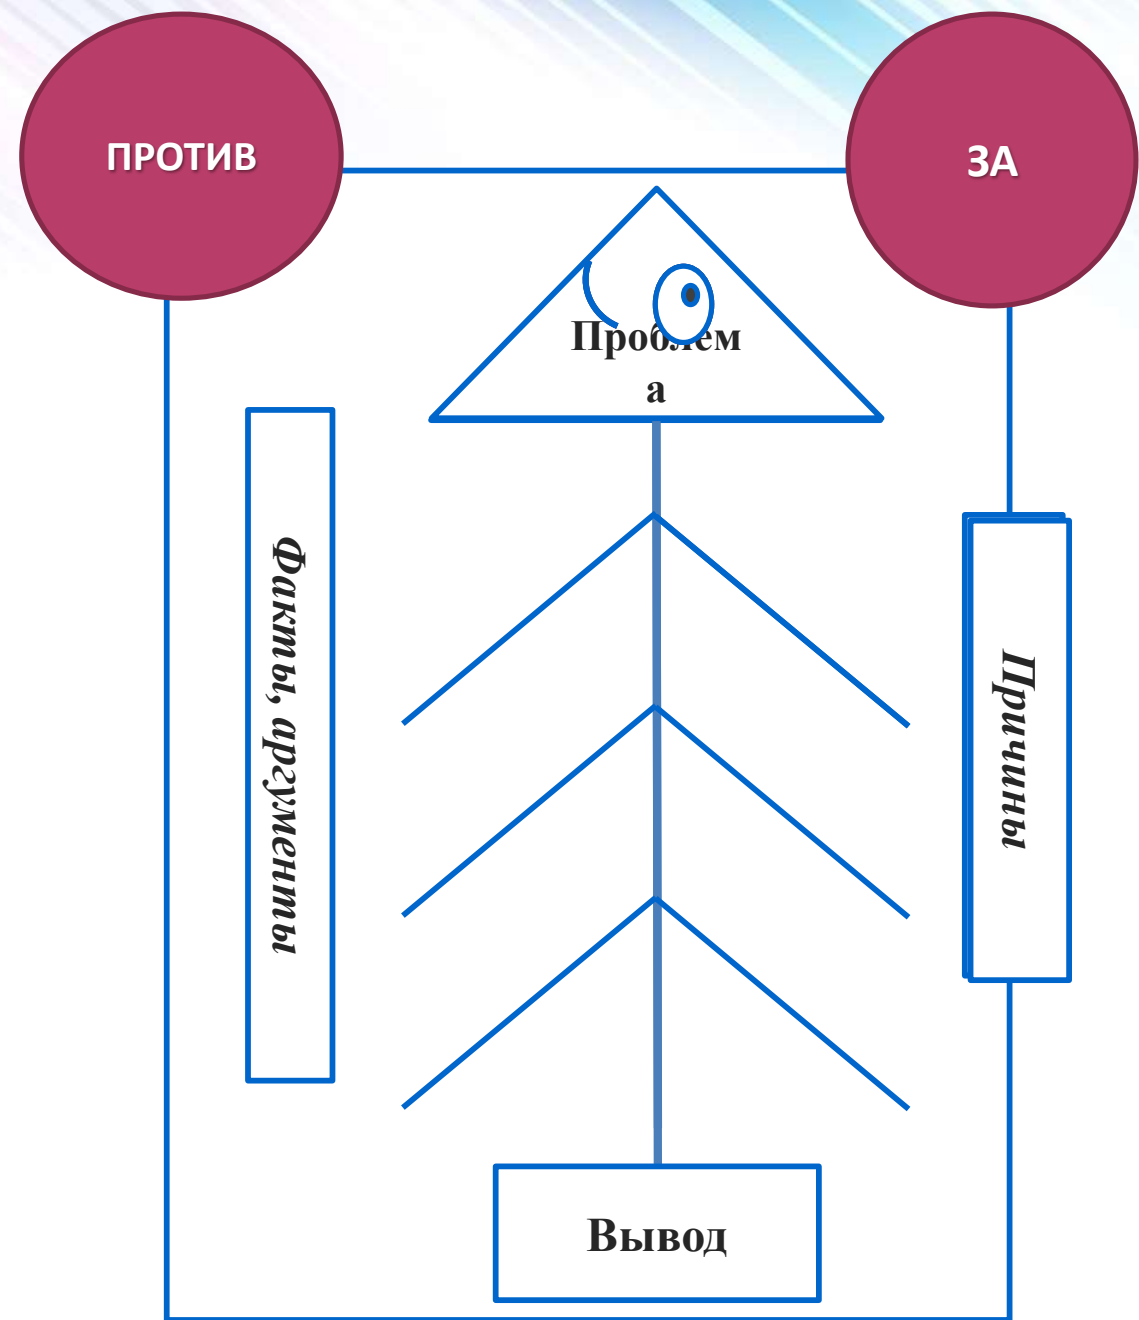 ПРОТИВ
ЗА
Проблем
а
Факты, аргументы
Причины
Вывод